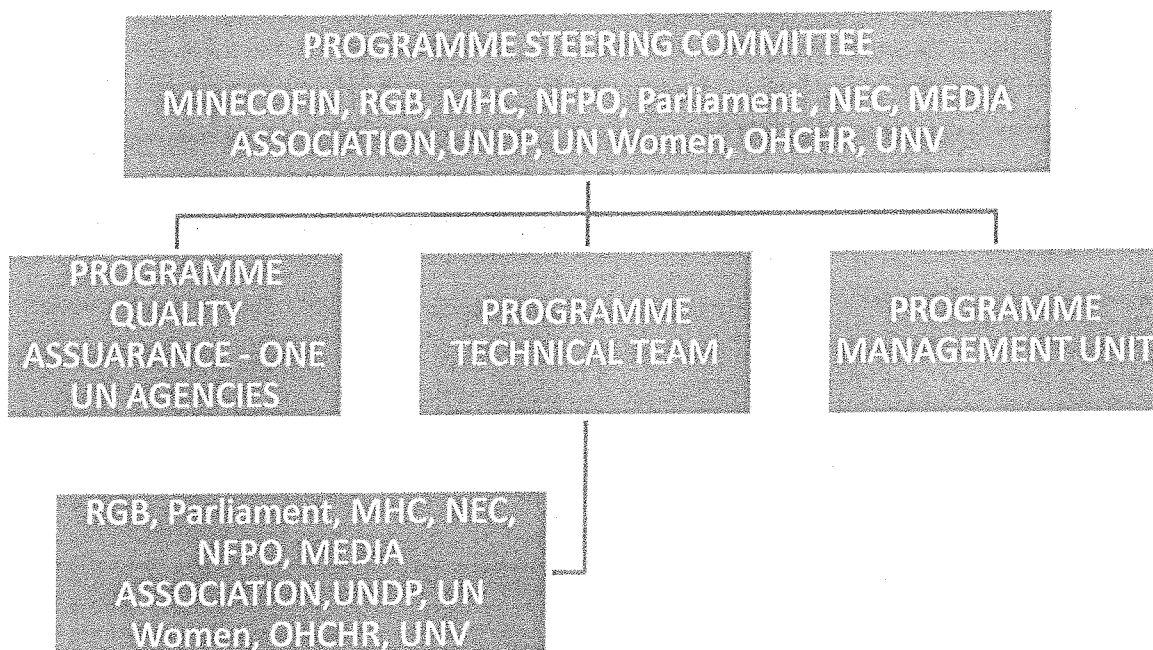 PROGRAMME STEERING COMMITTEE
MINECOFIN, RGB, MHC, NFPO, Parliament , NEC, MEDIA
ASSOCIATION,UNDP, UN Women, OHCHR, UNV
PROGRAMME
QUALITY
ASSUARANCE - ONE
UN AGENCIES
PROGRAMME
TECHNICAL TEAM
PROGRAMME
MANAGEMENT UNIT
RGB, Parliament, MHC, NEC,
NFPO, MEDIA
ASSOCIATION,UNDP, UN
Women, OHCHR, UNV